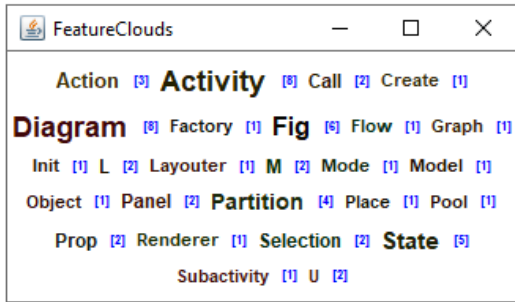 FeatureClouds
Action [3] Activity [8] Call [2] Create [1]
Diagram [8] Factory [1] Fig [6] Flow [1] Graph [1]
Init [1] L [2] Layouter [1] M [2] Mode [1] Model [1]
Object [1] Panel [2] Partition [4] Place [1] Pool [1]
Prop [2] Renderer [1] Selection [2] State [5]
Subactivity [1] U [2]